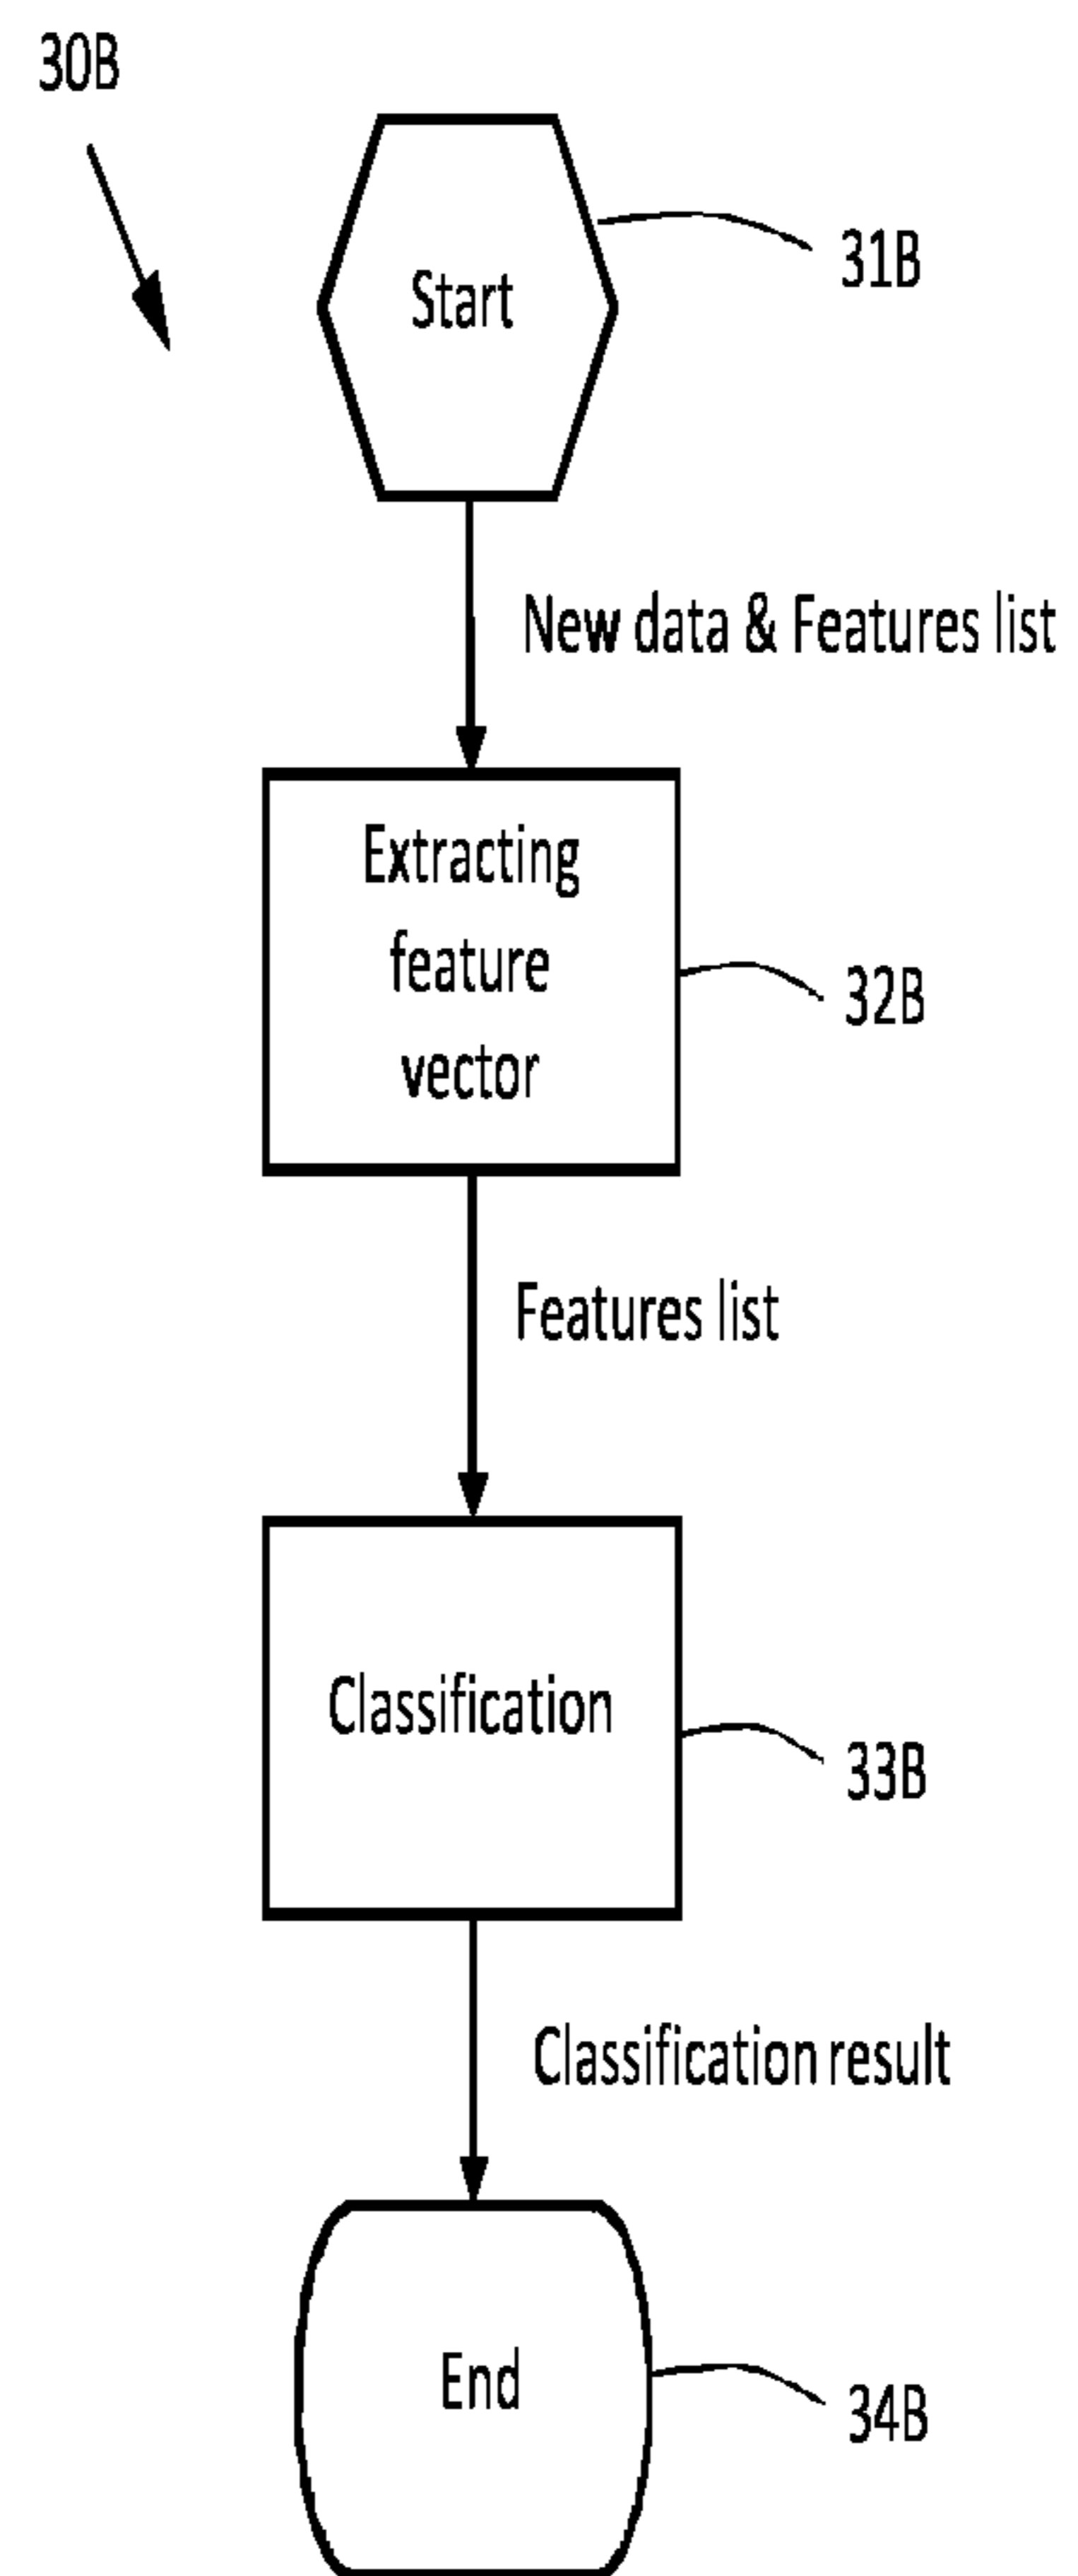 30B
31B
Start
New data & Features list
Extracting
feature
vector
32B
Features list
Classification
33B
Classification result
End
34B